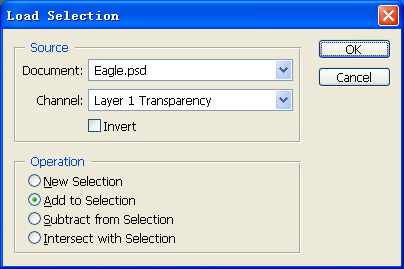 Load Selection
Source
Document: Eagle.psd
OK
Channel: Layer 1 Transparency
Cancel
Invert
Operation
New Selection
Add to Selection
Subtract from Selection
Intersect with Selection